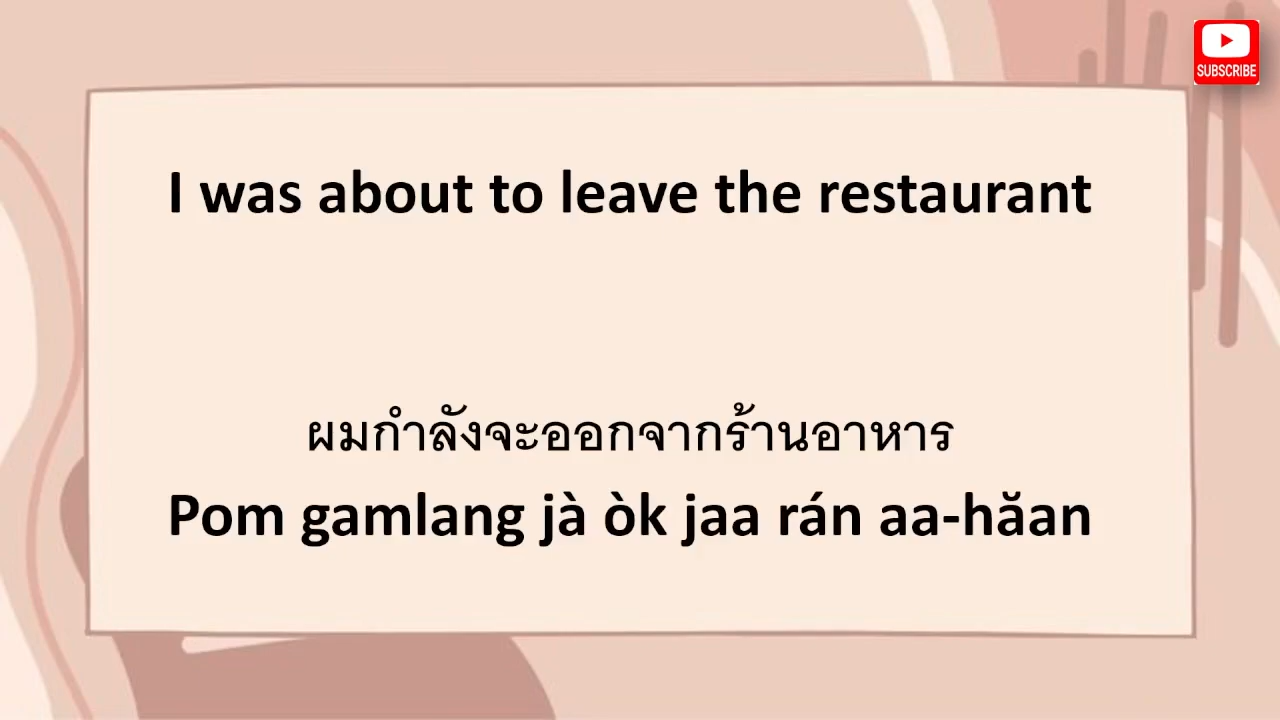 SUBSCRIBE
I was about to leave the restaurant
ผมกำลังจะออกจากร้านอาหาร
Pom gamlang jà òk jaa rán aa-hăan